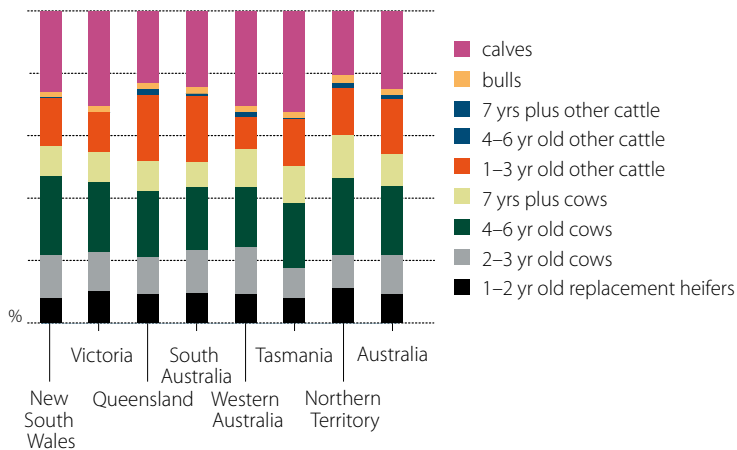 calves
bulls
7 yrs plus other cattle
4–6 yr old other cattle
1–3 yr old other cattle
7 yrs plus cows
4–6 yr old cows
2–3 yr old cows
1–2 yr old replacement heifers
%
Victoria
South
Australia
Tasmania
Australia
New
South
Wales
Queensland
Western
Australia
Northern
Territory